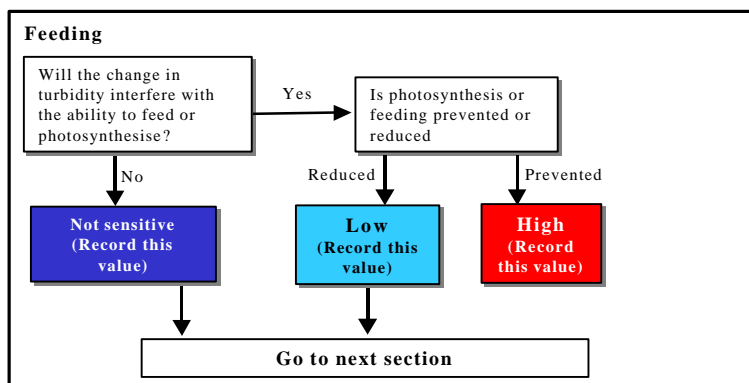 Feeding
Will the change in
turbidity interfere with
the ability to feed or
photosynthesise?
Yes
Is photosynthesis or
feeding prevented or
reduced
No
Reduced
Prevented
Not sensitive
(Record this
value)
Low
(Record this
value)
High
(Record
this value)
Go to next section